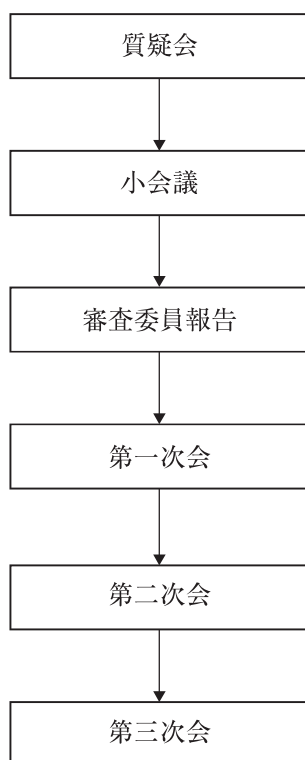 質疑会
小会議
審査委員報告
第一次会
第二次会
第三次会